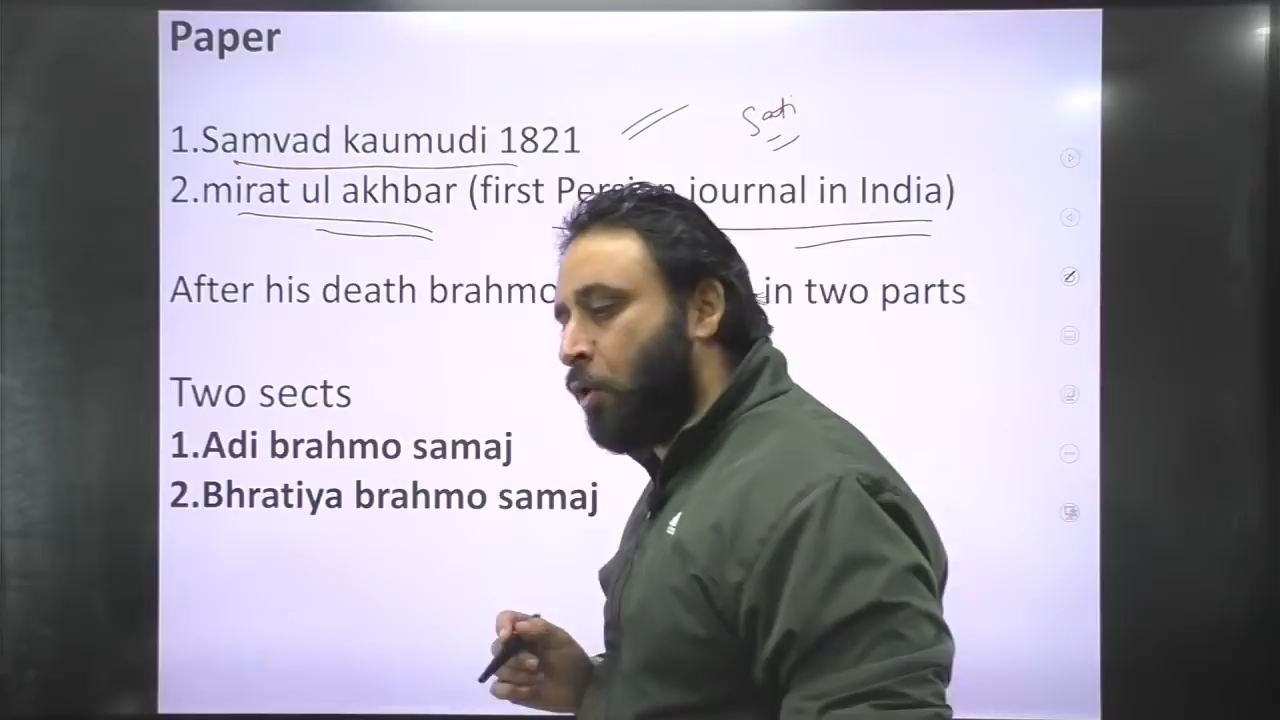 Paper
Sati
1.Samvad kaumudi 1821
2.mirat ul akhbar (first Persian journal in India)
After his death brahmo in two parts
Two sects
1.Adi brahmo samaj
2.Bhratiya brahmo samaj